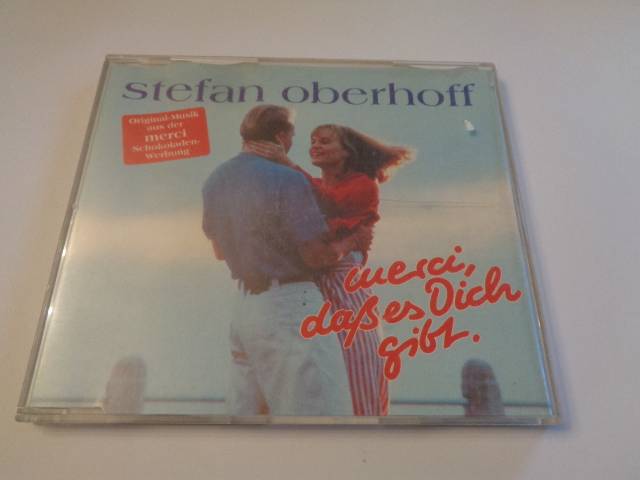 stefan oberhoff
Original-Musik
aus der
merci
Schokoladen-
Werbung
merci,
daß es Dich
gibt.